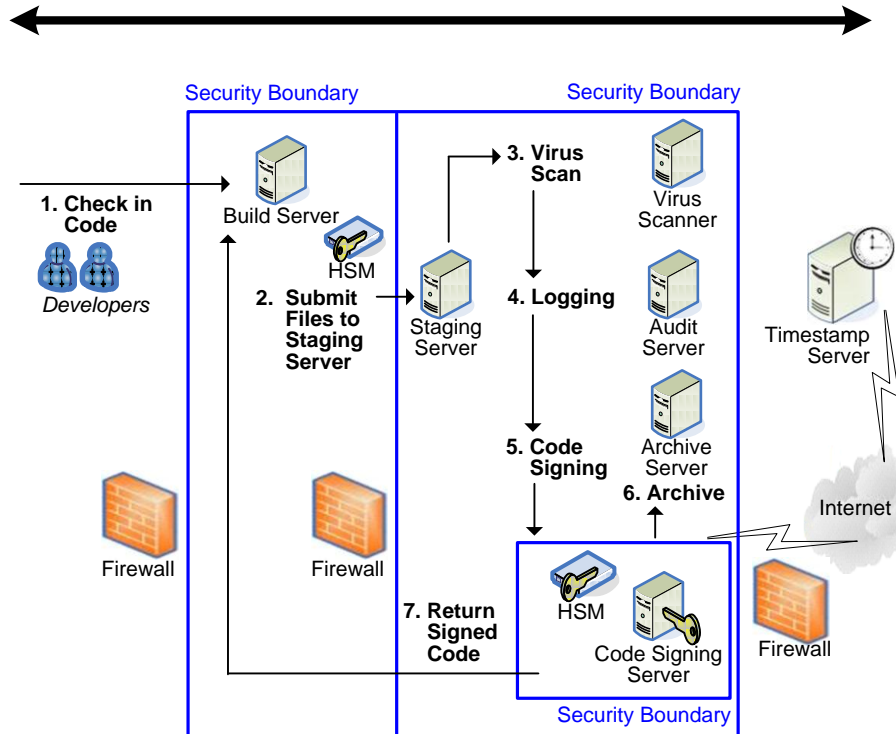 Security Boundary
Security Boundary
1. Check in
Code
Developers
Build Server
HSM
2. Submit
Files to
Staging
Server
Staging
Server
3. Virus
Scan
Virus
Scanner
4. Logging
Audit
Server
Timestamp
Server
5. Code
Signing
Archive
Server
6. Archive
Internet
Firewall
Firewall
HSM
Code Signing
Server
Firewall
7. Return
Signed
Code
Security Boundary